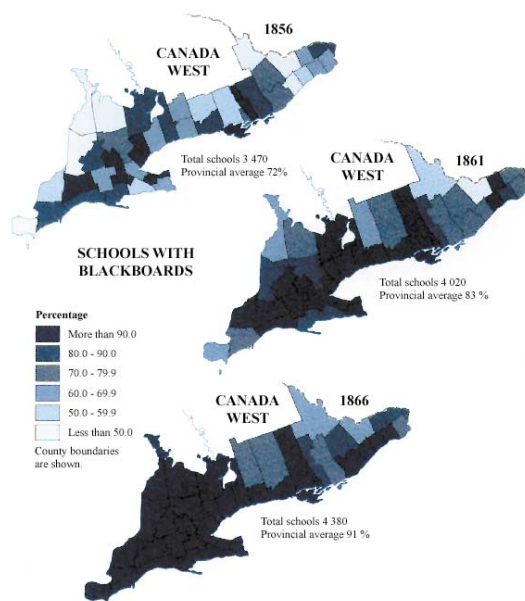 1856
CANADA
WEST
Total schools 3 470
Provincial average 72%
CANADA
WEST
1861
SCHOOLS WITH
BLACKBOARDS
Total schools 4 020
Provincial average 83 %
Percentage
More than 90.0
80.0 - 90.0
70.0 - 79.9
60.0 - 69.9
50.0 - 59.9
Less than 50.0
County boundaries
are shown.
CANADA
WEST
1866
Total schools 4 380
Provincial average 91 %